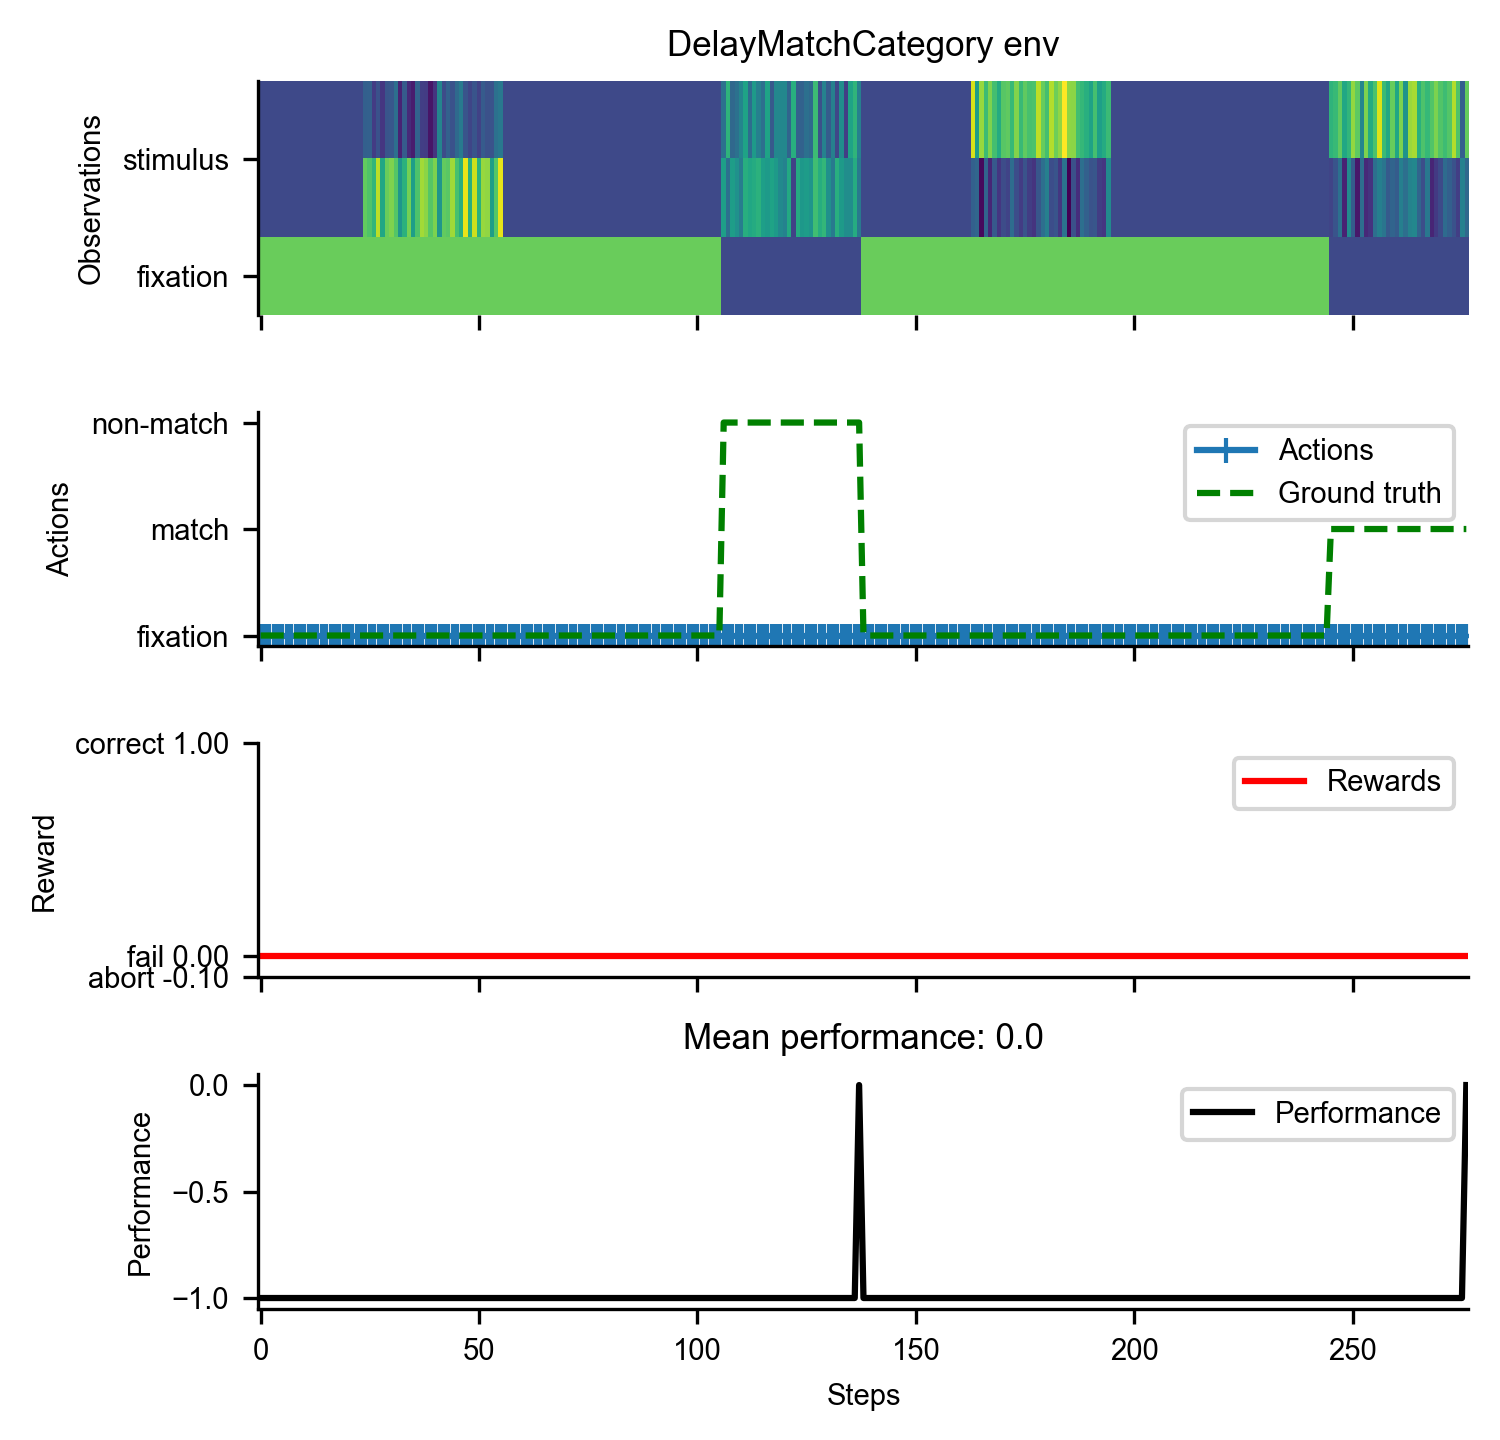 DelayMatchCategory env
Observations
stimulus
fixation
Actions
non-match
match
fixation
Actions
Ground truth
Reward
correct 1.00
fail 0.00
abort -0.10
Rewards
Mean performance: 0.0
Performance
0.0
−0.5
−1.0
Performance
0 50 100 150 200 250
Steps